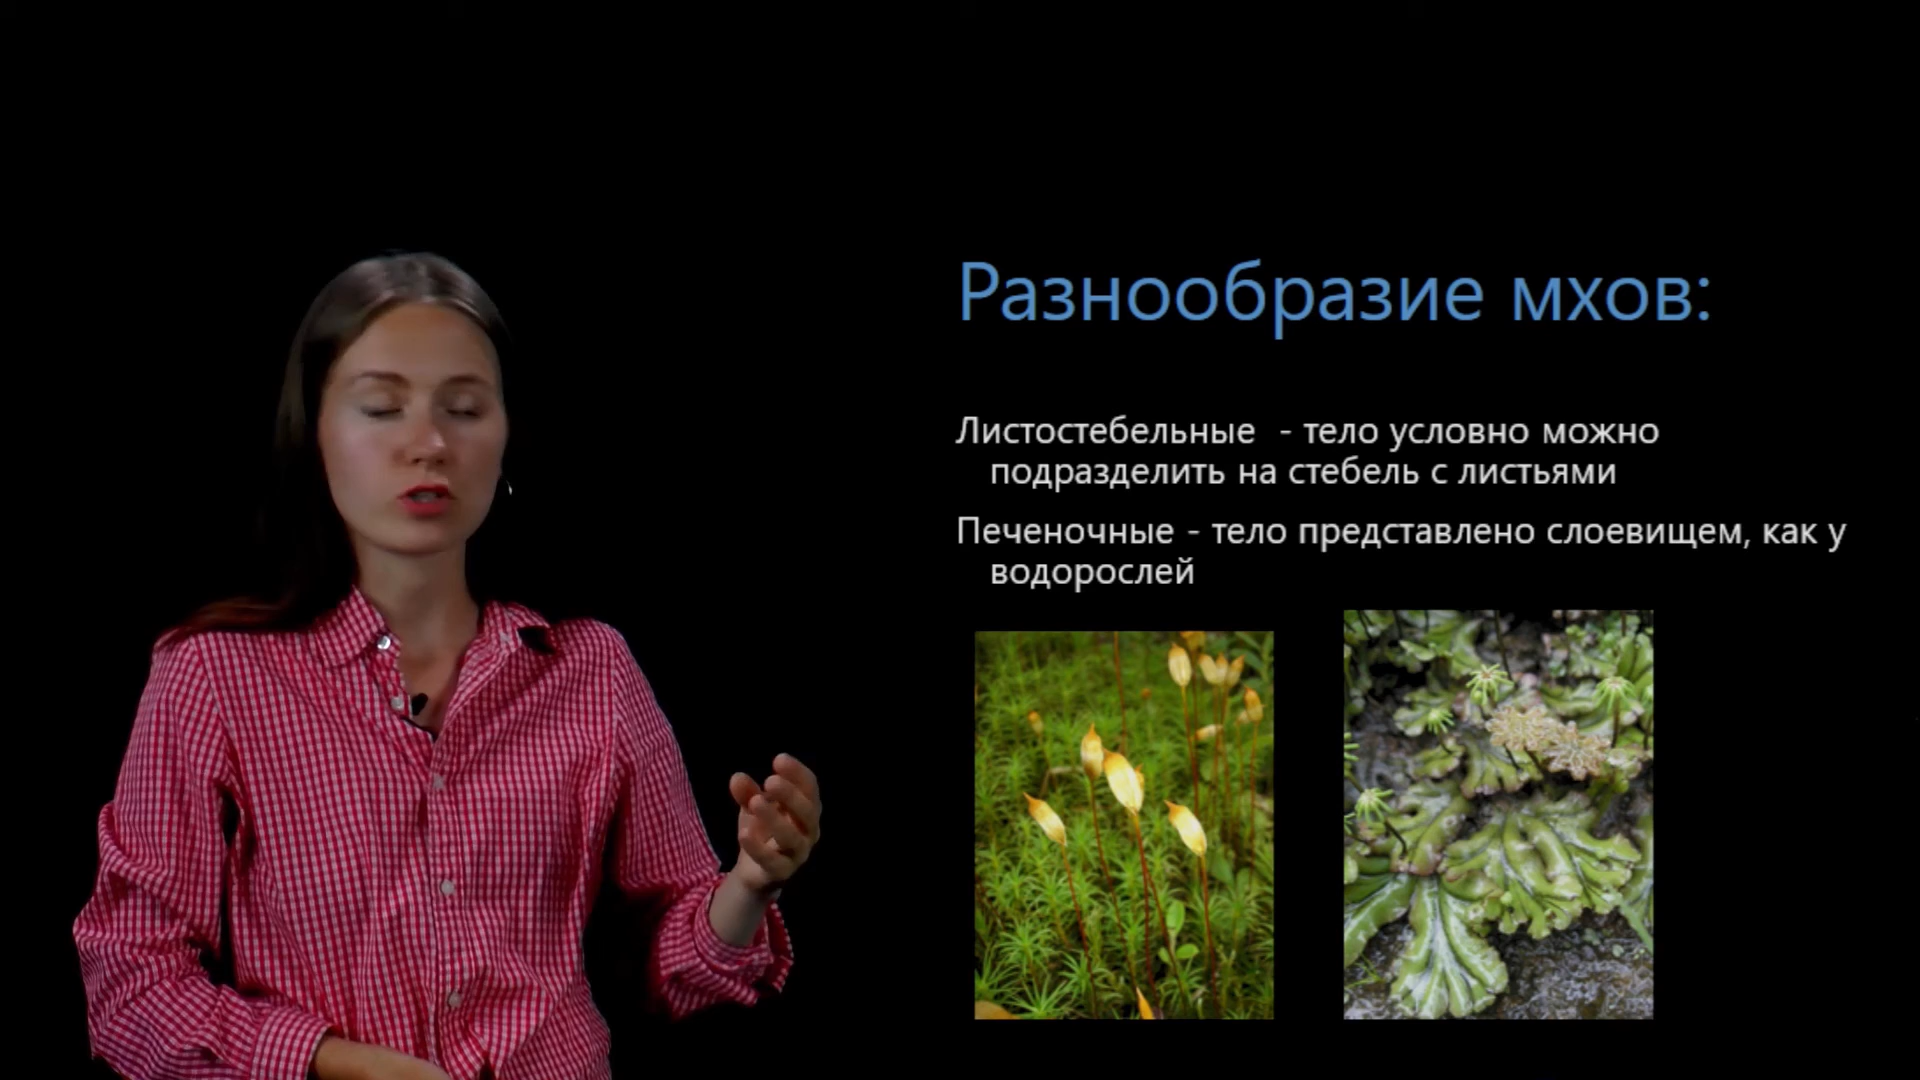 Разнообразие мхов:
Листостебельные - тело условно можно
подразделить на стебель с листьями
Печеночные - тело представлено слоевищем, как у
водорослей